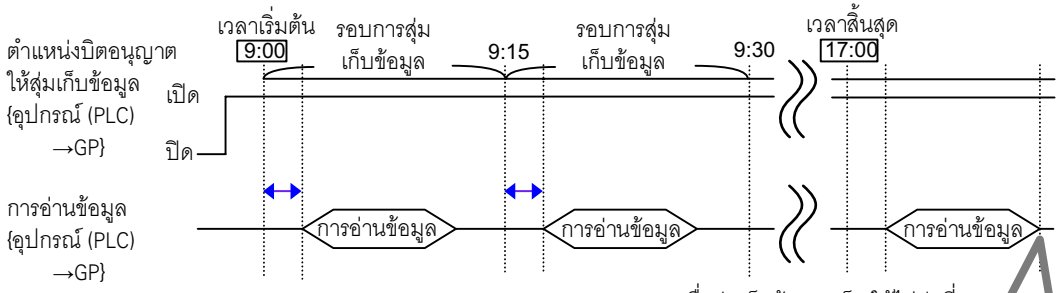 เวลาเริ่มต้น
9:00
รอบการสุ่ม
เก็บข้อมูล
9:15
รอบการสุ่ม
เก็บข้อมูล
9:30
เวลาสิ้นสุด
17:00
ตำแหน่งบิตอนุญาต
ให้สุ่มเก็บข้อมูล
{อุปกรณ์ (PLC)
→GP}
เปิด
ปิด
การอ่านข้อมูล
{อุปกรณ์ (PLC)
→GP}
การอ่านข้อมูล
การอ่านข้อมูล
การอ่านข้อมูล